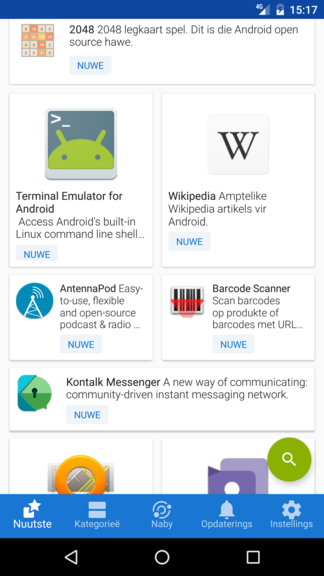 4G 15:17
2048 2048 legkaart spel. Dit is die Android open
source hawe.
NUWE
>_
Terminal Emulator for
Android
Access Android's built-in
Linux command line shell…
NUWE
W
Wikipedia Amptelike
Wikipedia artikels vir
Android.
NUWE
AntennaPod Easy-
to-use, flexible
and open-source
podcast & radio …
NUWE
Barcode Scanner
Scan barcodes
op produkte of
barcodes met URL…
NUWE
Kontalk Messenger A new way of communicating:
community-driven instant messaging network.
NUWE
Nuutste
Kategorieë
Naby
Opdaterings
Instellings